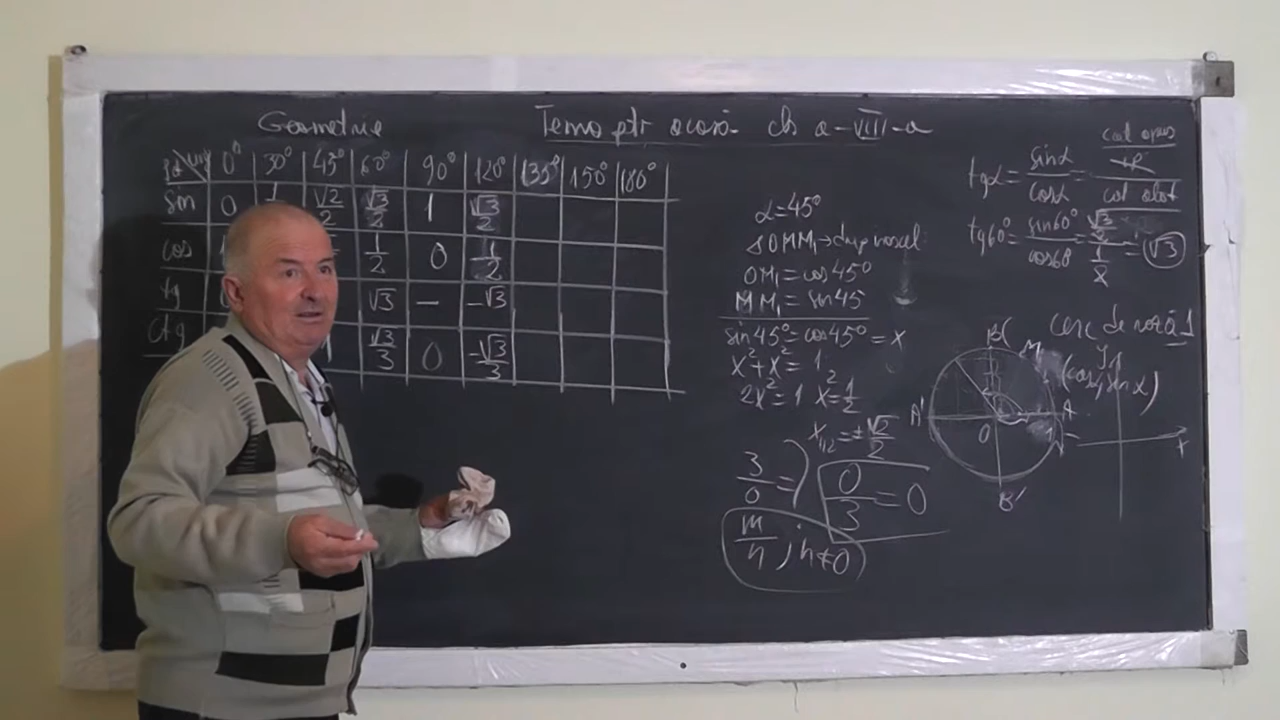 Geometrie
Tema ptr acasă cls a-VIII-a
0° 30° 45° 60° 90° 120° 135° 150° 180°
sin 0 1 √2/2 √3/2 1 √3/2
cos 1/2 0 -1/2
tg √3 — -√3
ctg √3/3 0 -√3/3
α=45°
OM₁=cos45°
MM₁=sin45
sin45°=cos45°=x
x²+x²=1
2x²=1 x²=1/2
x₁,₂=±√2/2
3/0=
0/3=0
m/n; n≠0
tgα=sinα/cosα=cat opus/cat alat
tg60°=sin60°/cos60=√3/2/1/2=√3
Cerc de rază 1
B M y
A' O A x
B'